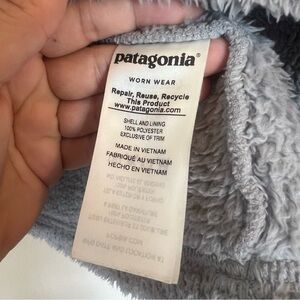 patagonia®
WORN WEAR
Repair, Reuse, Recycle
This Product
www.patagonia.com
SHELL AND LINING
100% POLYESTER
EXCLUSIVE OF TRIM
MADE IN VIETNAM
FABRIQUÉ AU VIETNAM
HECHO EN VIETNAM